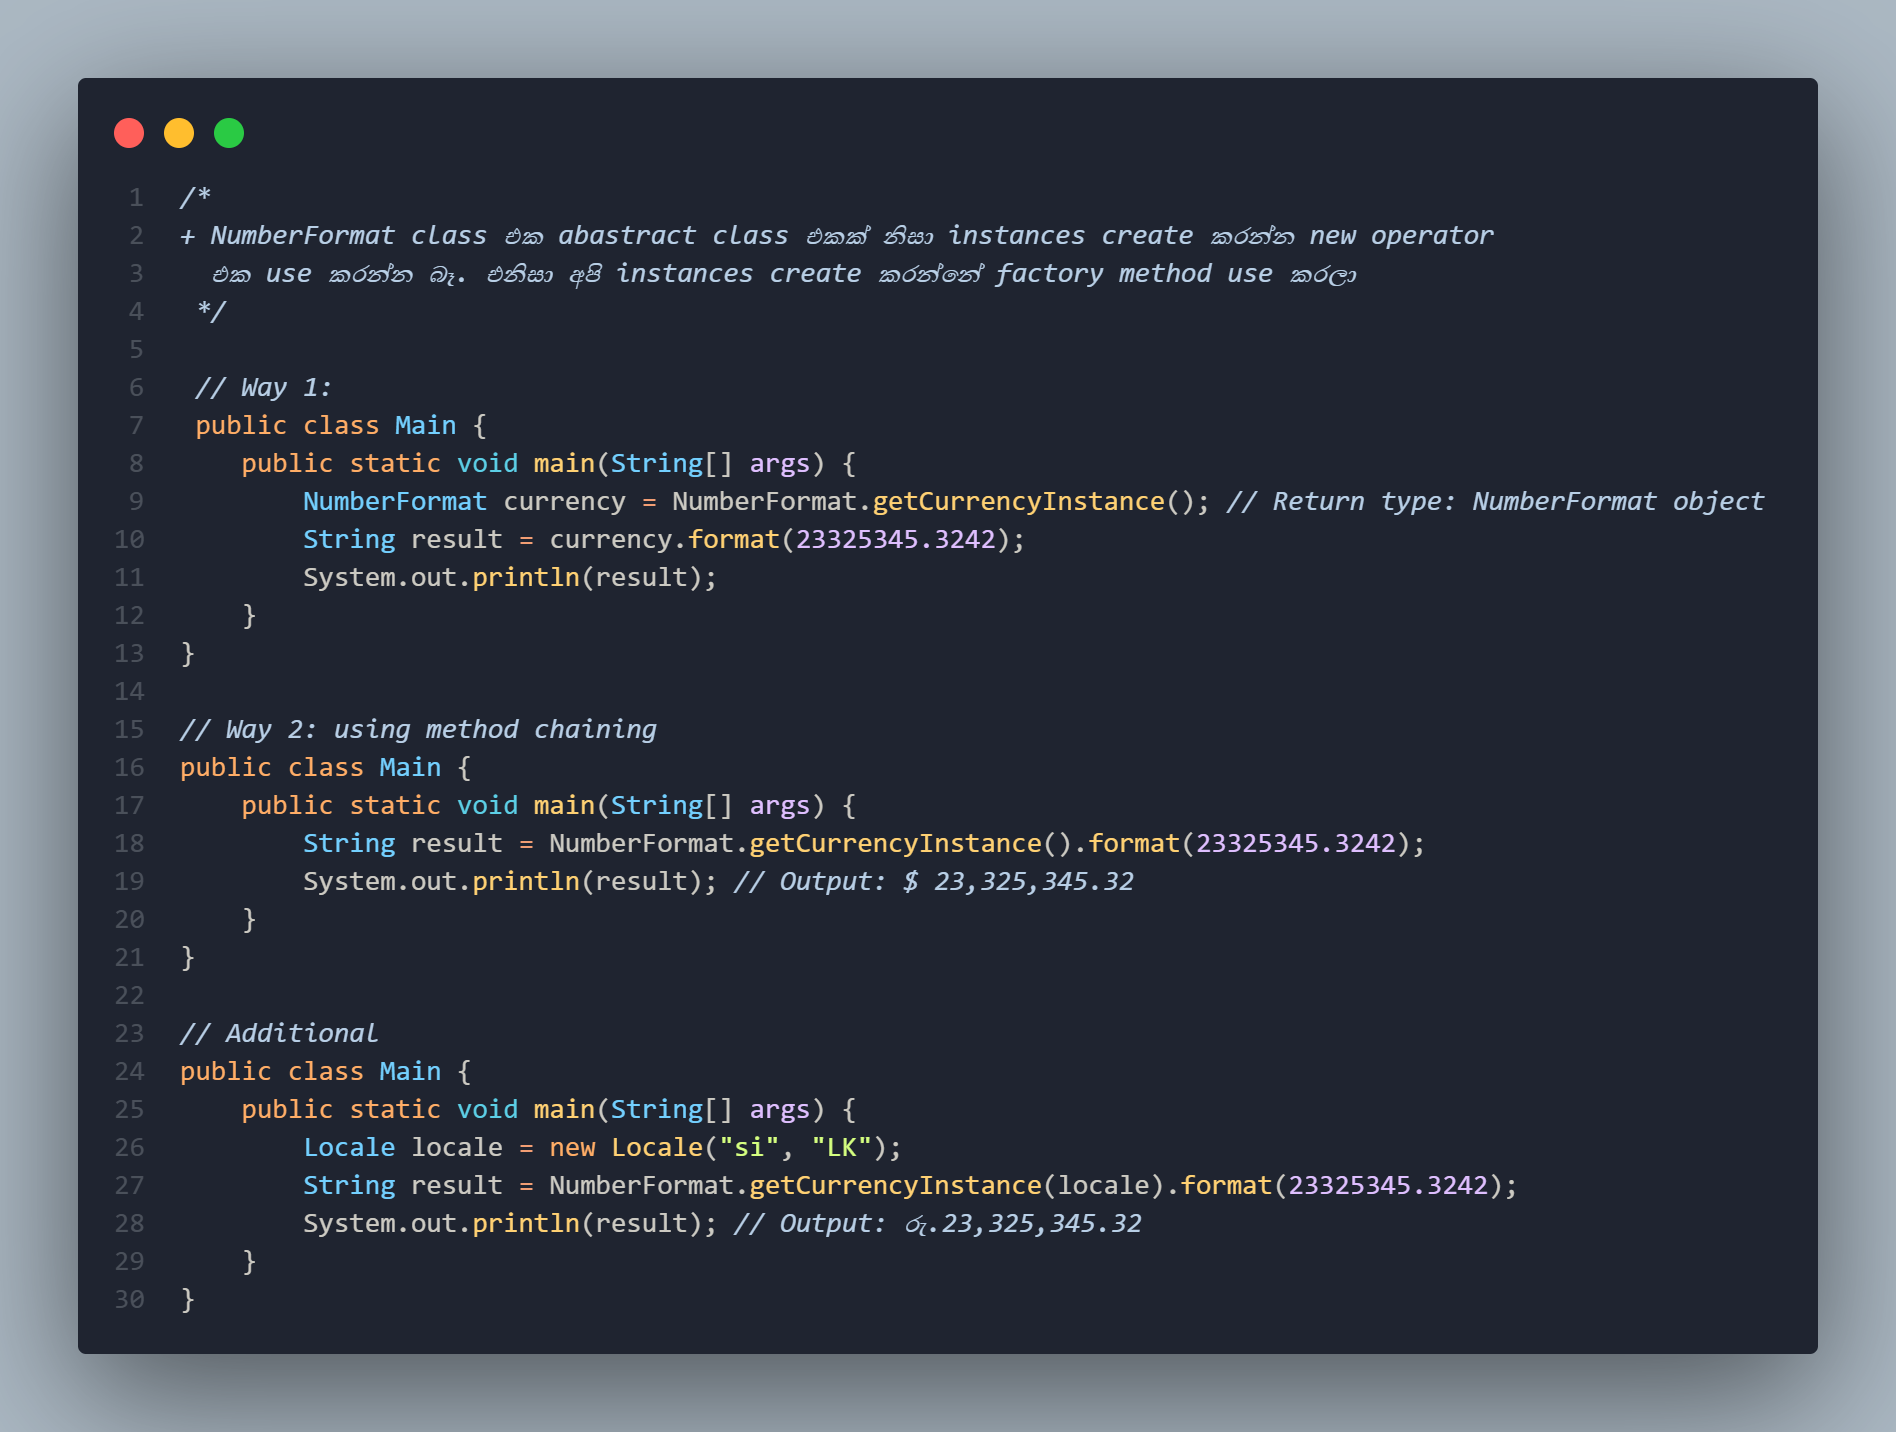 1 /*
2 + NumberFormat class එක abastract class එකක් නිසා instances create කරන්න new operator
3 එක use කරන්න බෑ. එනිසා අපි instances create කරන්නේ factory method use කරලා
4 */
5
6 // Way 1:
7 public class Main {
8 public static void main(String[] args) {
9 NumberFormat currency = NumberFormat.getCurrencyInstance(); // Return type: NumberFormat object
10 String result = currency.format(23325345.3242);
11 System.out.println(result);
12 }
13 }
14
15 // Way 2: using method chaining
16 public class Main {
17 public static void main(String[] args) {
18 String result = NumberFormat.getCurrencyInstance().format(23325345.3242);
19 System.out.println(result); // Output: $ 23,325,345.32
20 }
21 }
22
23 // Additional
24 public class Main {
25 public static void main(String[] args) {
26 Locale locale = new Locale("si", "LK");
27 String result = NumberFormat.getCurrencyInstance(locale).format(23325345.3242);
28 System.out.println(result); // Output: රු.23,325,345.32
29 }
30 }